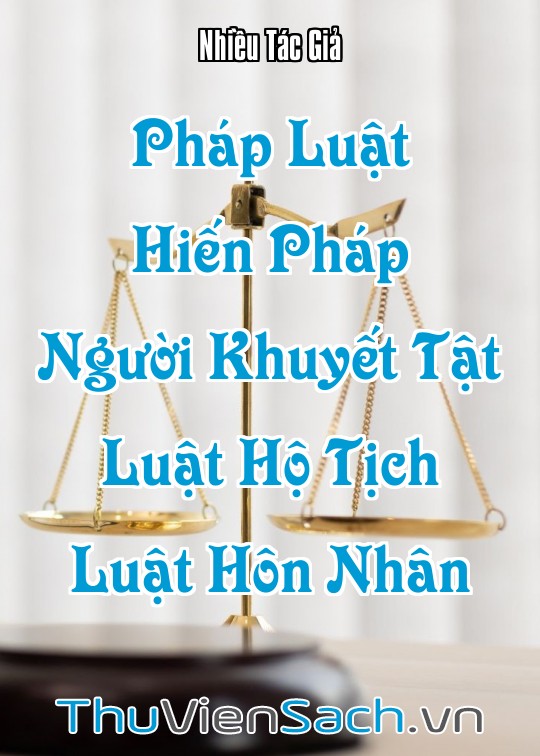 Nhiều Tác Giả
Pháp Luật
Hiến Pháp
Người Khuyết Tật
Luật Hộ Tịch
Luật Hôn Nhân
ThuVienSach.vn